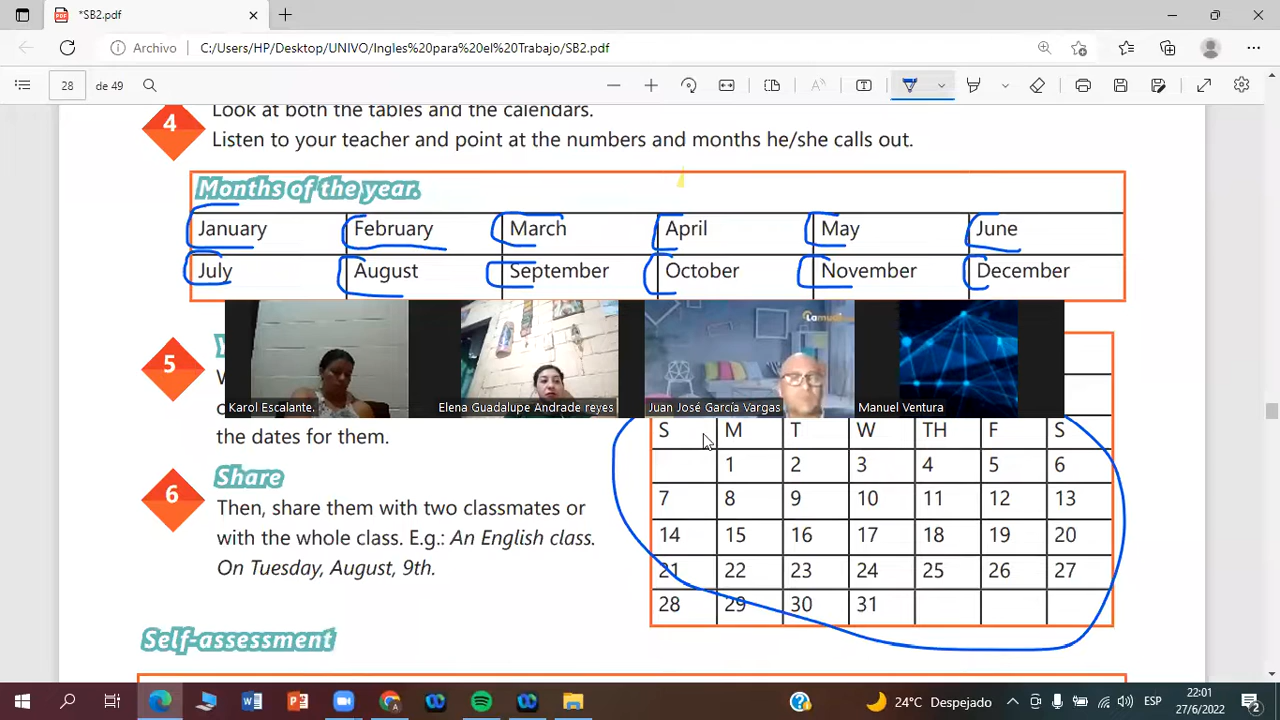 *SB2.pdf
Archivo C:/Users/HP/Desktop/UNIVO/Ingles%20para%20el%20Trabajo/SB2.pdf
28 de 49
4
Look at both the tables and the calendars.
Listen to your teacher and point at the numbers and months he/she calls out.
Months of the year.
January February March April May June
July August September October November December
5
Karol Escalante. Elena Guadalupe Andrade reyes Juan José García Vargas Manuel Ventura
the dates for them.
S M T W TH F S
1 2 3 4 5 6
7 8 9 10 11 12 13
14 15 16 17 18 19 20
21 22 23 24 25 26 27
28 29 30 31
6
Share
Then, share them with two classmates or
with the whole class. E.g.: An English class.
On Tuesday, August, 9th.
Self-assessment
24°C Despejado ESP 22:01
27/6/2022
2